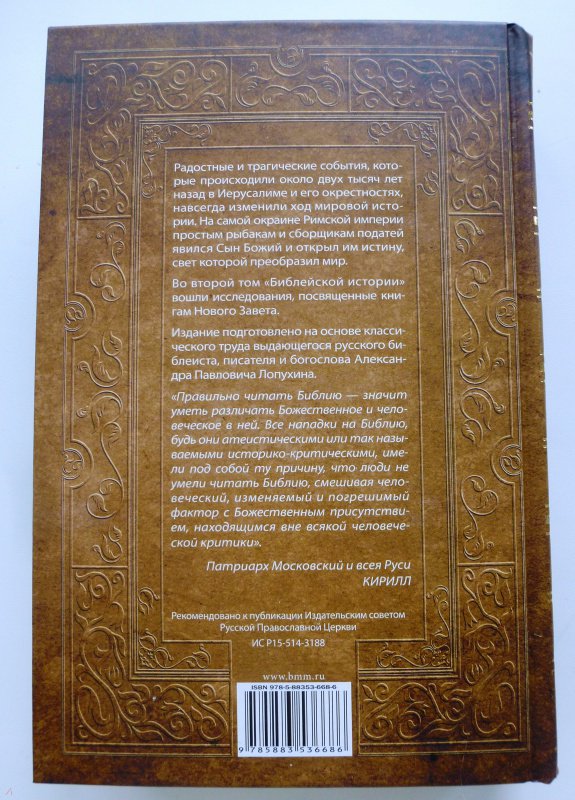 Радостные и трагические события, кото-
рые происходили около двух тысяч лет
назад в Иерусалиме и его окрестностях,
навсегда изменили ход мировой исто-
рии. На самой окраине Римской империи
простым рыбакам и сборщикам податей
явился Сын Божий и открыл им истину,
свет которой преобразил мир.
Во второй том «Библейской истории»
вошли исследования, посвященные кни-
гам Нового Завета.
Издание подготовлено на основе класси-
ческого труда выдающегося русского биб-
леиста, писателя и богослова Алексан-
дра Павловича Лопухина.
«Правильно читать Библию — значит
уметь различать Божественное и чело-
веческое в ней. Все нападки на Библию,
будь они атеистическими или так назы-
ваемыми историко-критическими, име-
ли под собой ту причину, что люди не
умели читать Библию, смешивая чело-
веческий, изменяемый и погрешимый
фактор с Божественным присутстви-
ем, находящимся вне всякой человече-
ской критики».
Патриарх Московский и всея Руси
КИРИЛЛ
Рекомендовано к публикации Издательским советом
Русской Православной Церкви
ИС Р15-514-3188
www.bmm.ru
ISBN 978-5-88353-668-6
9 785883 536686